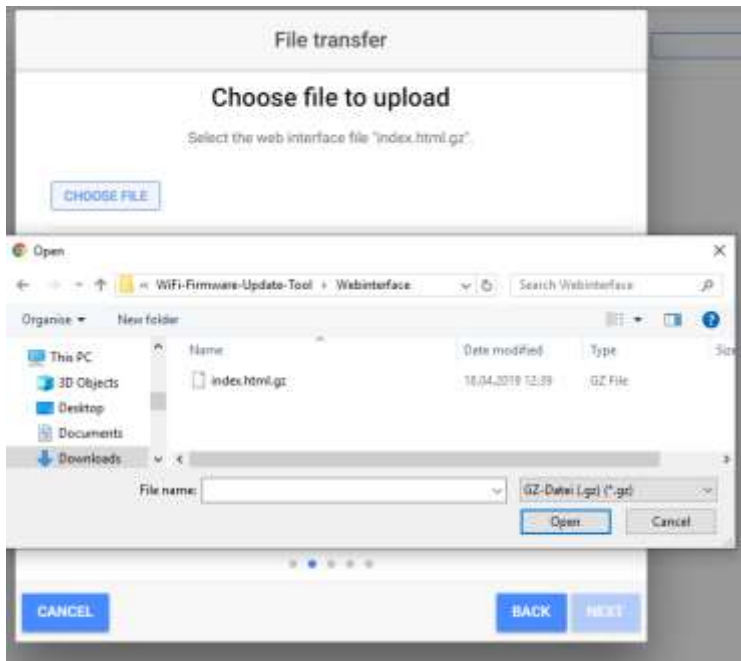 File transfer
Choose file to upload
Select the web interface file "index.html.gz".
CHOOSE FILE
Open
« WiFi-Firmware-Update-Tool › Webinterface
Search Webinterface
Organise
New folder
Name
Date modified
Type
Size
This PC
3D Objects
Desktop
Documents
Downloads
index.html.gz
18.04.2019 12:39
GZ File
File name:
GZ-Datei (.gz) (*.gz)
Open
Cancel
CANCEL
BACK
NEXT